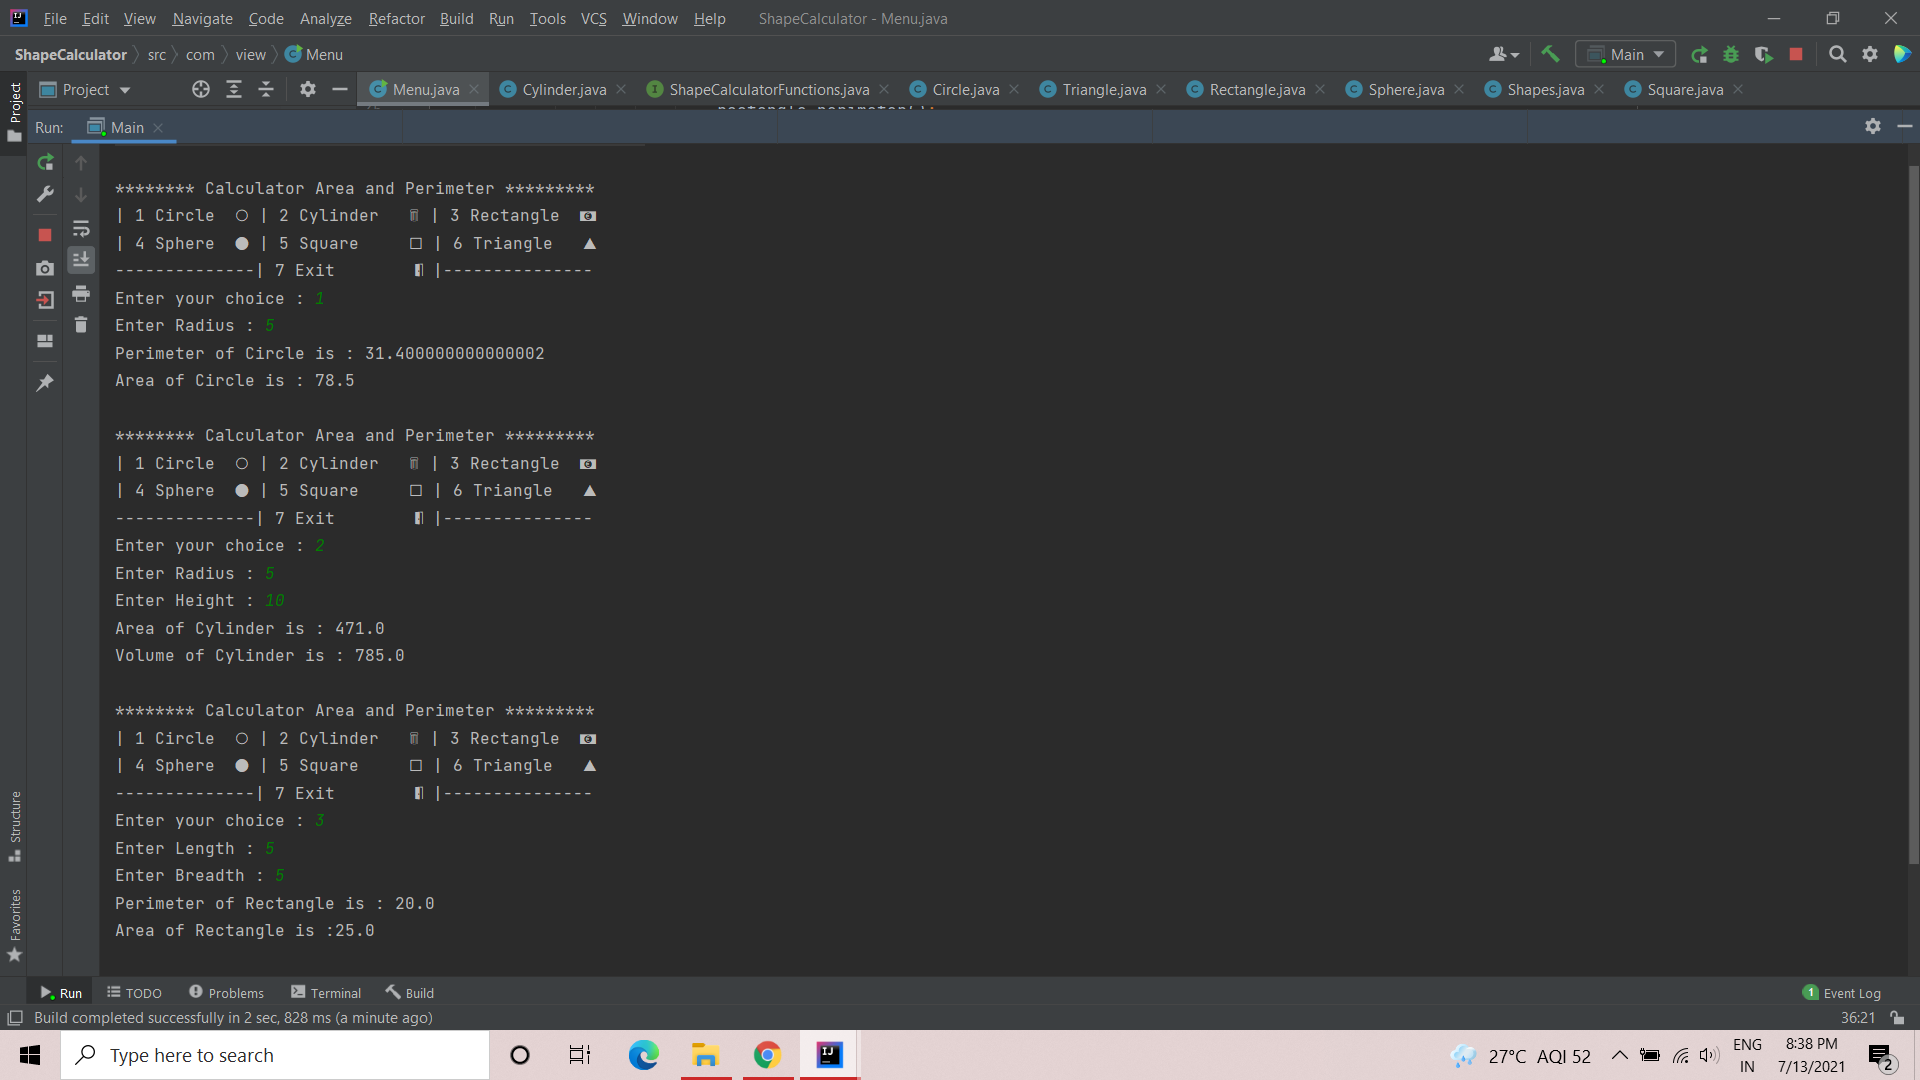 File Edit View Navigate Code Analyze Refactor Build Run Tools VCS Window Help ShapeCalculator - Menu.java
ShapeCalculator src com view Menu Main
Project Menu.java Cylinder.java ShapeCalculatorFunctions.java Circle.java Triangle.java Rectangle.java Sphere.java Shapes.java Square.java
Project
Run: Main
******** Calculator Area and Perimeter *********
| 1 Circle ○ | 2 Cylinder | 3 Rectangle
| 4 Sphere ● | 5 Square □ | 6 Triangle ▲
--------------| 7 Exit |---------------
Enter your choice : 1
Enter Radius : 5
Perimeter of Circle is : 31.400000000000002
Area of Circle is : 78.5
******** Calculator Area and Perimeter *********
| 1 Circle ○ | 2 Cylinder | 3 Rectangle
| 4 Sphere ● | 5 Square □ | 6 Triangle ▲
--------------| 7 Exit |---------------
Enter your choice : 2
Enter Radius : 5
Enter Height : 10
Area of Cylinder is : 471.0
Volume of Cylinder is : 785.0
******** Calculator Area and Perimeter *********
| 1 Circle ○ | 2 Cylinder | 3 Rectangle
| 4 Sphere ● | 5 Square □ | 6 Triangle ▲
--------------| 7 Exit |---------------
Enter your choice : 3
Enter Length : 5
Enter Breadth : 5
Perimeter of Rectangle is : 20.0
Area of Rectangle is :25.0
Structure
Favorites
Run TODO Problems Terminal Build 1 Event Log
Build completed successfully in 2 sec, 828 ms (a minute ago) 36:21
Type here to search 27°C AQI 52 ENG IN 8:38 PM 7/13/2021 2